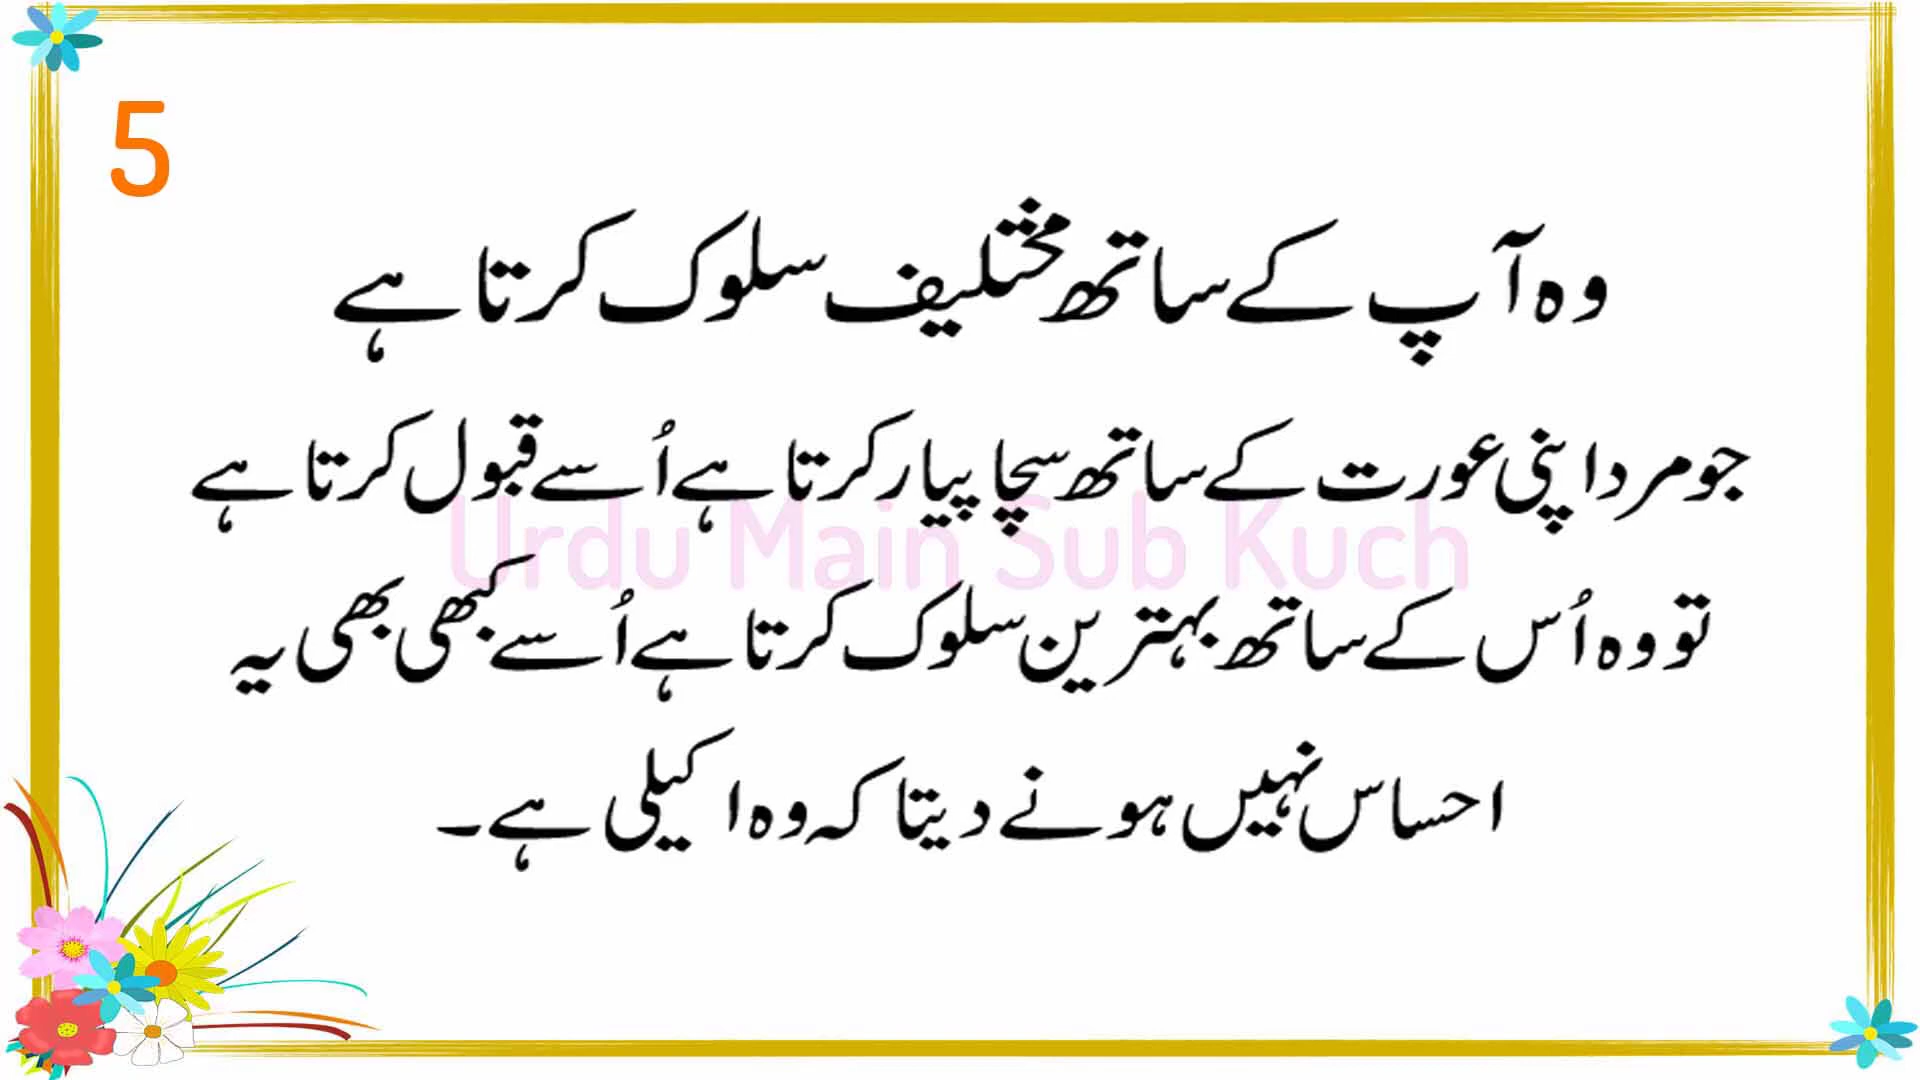 5
وہ آپ کے ساتھ مختلیف سلوک کرتا ہے
جو مرد اپنی عورت کے ساتھ سچا پیار کرتا ہے اُسے قبول کرتا ہے
Urdu Main Sub Kuch
تو وہ اُس کے ساتھ بہترین سلوک کرتا ہے اُسے کبھی بھی یہ
احساس نہیں ہونے دیتا کہ وہ اکیلی ہے۔